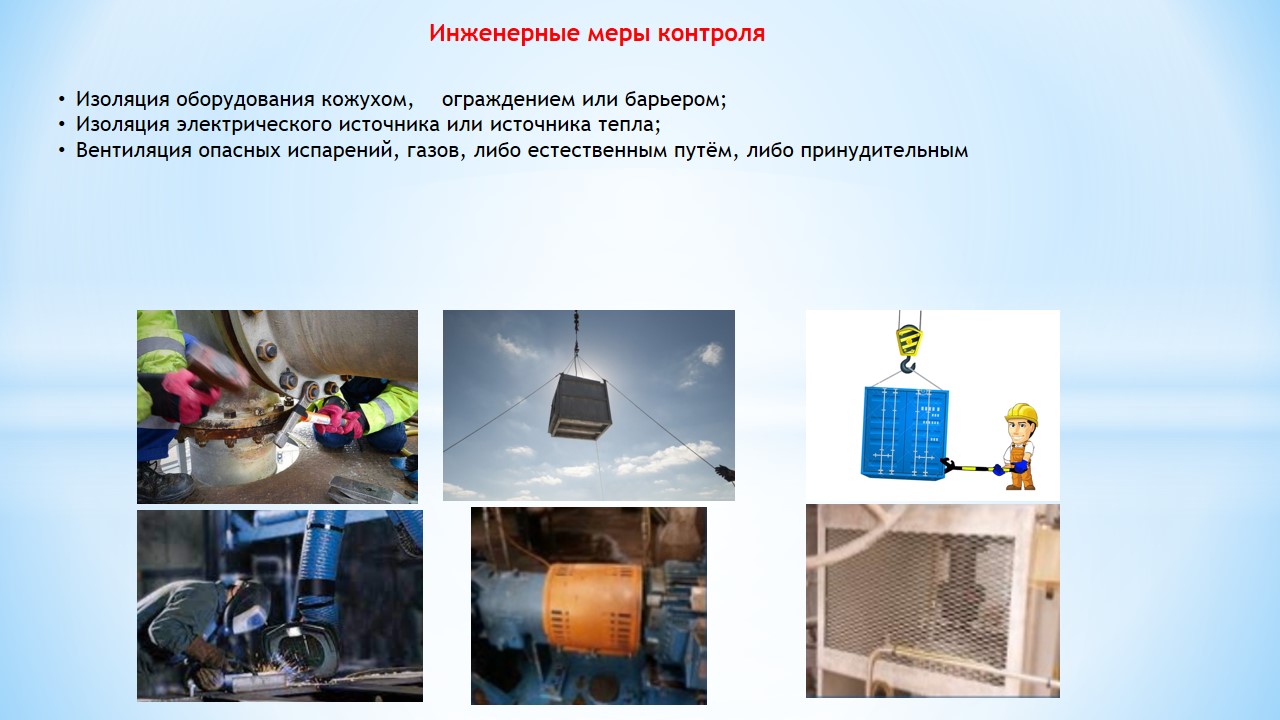 Инженерные меры контроля
• Изоляция оборудования кожухом, ограждением или барьером;
• Изоляция электрического источника или источника тепла;
• Вентиляция опасных испарений, газов, либо естественным путём, либо принудительным